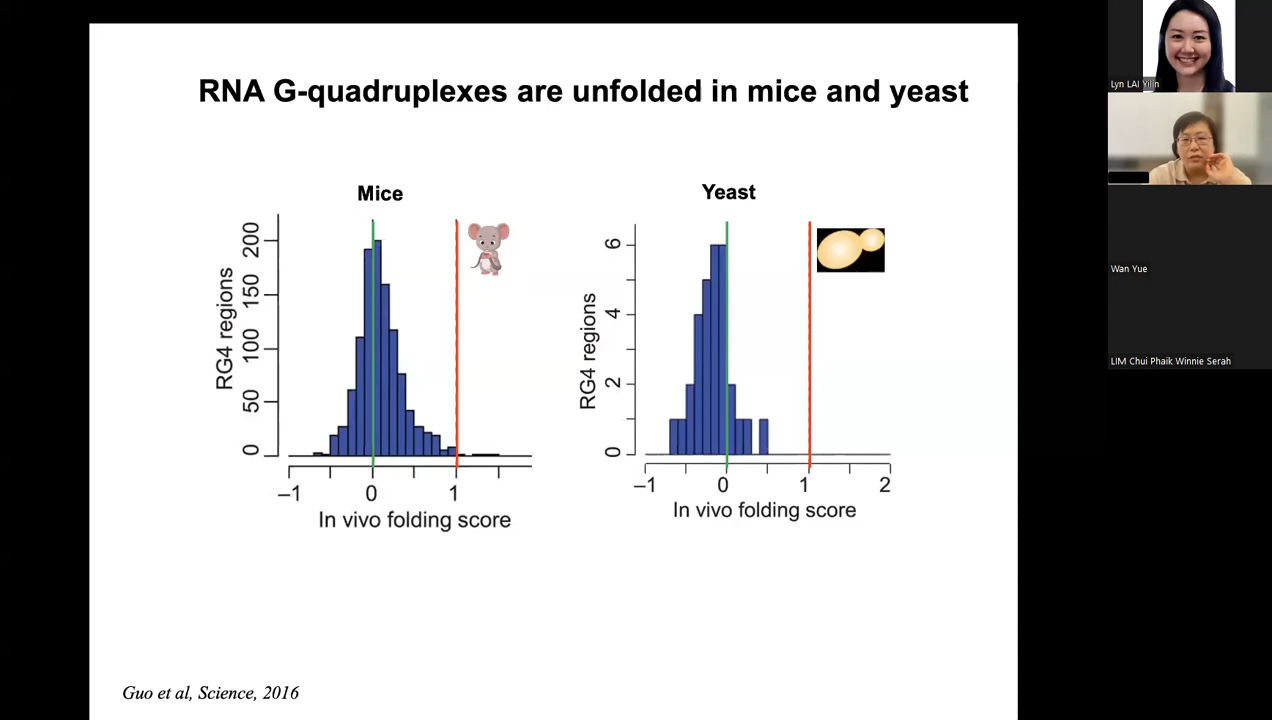 RNA G-quadruplexes are unfolded in mice and yeast
Mice
RG4 regions
200
150
100
50
0
−1 0 1
In vivo folding score
Yeast
RG4 regions
6
4
2
0
−1 0 1 2
In vivo folding score
Guo et al, Science, 2016
Lyn LAI Yilin
Wan Yue
LIM Chui Phaik Winnie Serah